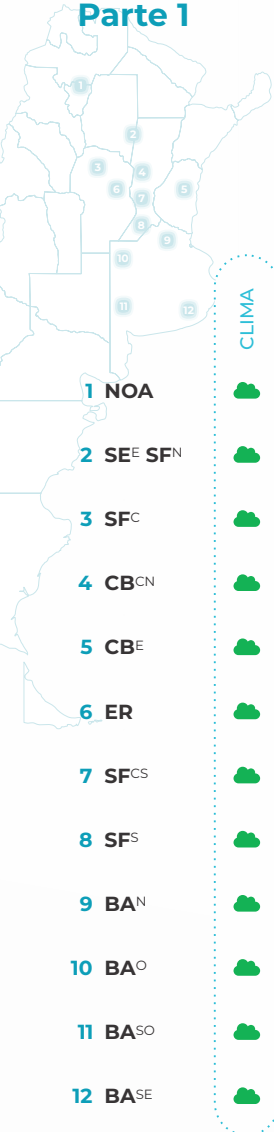 Parte 1
1
2
3
4
6
5
7
8
9
10
11
12
CLIMA
1 NOA
2 SEE SFN
3 SFC
4 CBCN
5 CBE
6 ER
7 SFCS
8 SFS
9 BAN
10 BAO
11 BASO
12 BASE